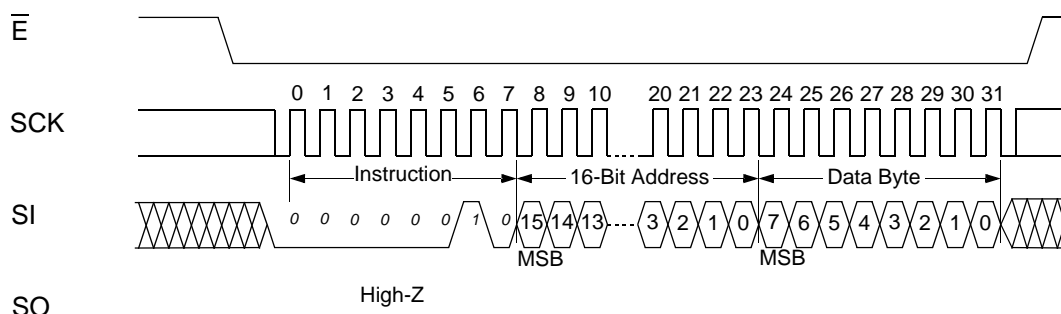 E
0 1 2 3 4 5 6 7 8 9 10 20 21 22 23 24 25 26 27 28 29 30 31
SCK
Instruction 16-Bit Address Data Byte
SI 0 0 0 0 0 0 1 0 15 14 13 3 2 1 0 7 6 5 4 3 2 1 0
MSB MSB
High-Z
SO